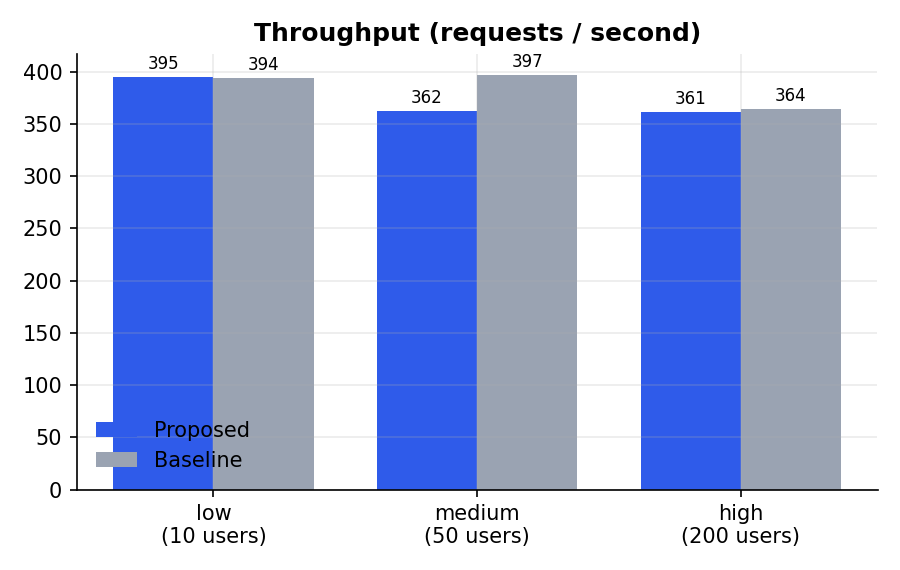 Throughput (requests / second)
395
394
362
397
361
364
400
350
300
250
200
150
100
50
0
Proposed
Baseline
low
(10 users)
medium
(50 users)
high
(200 users)